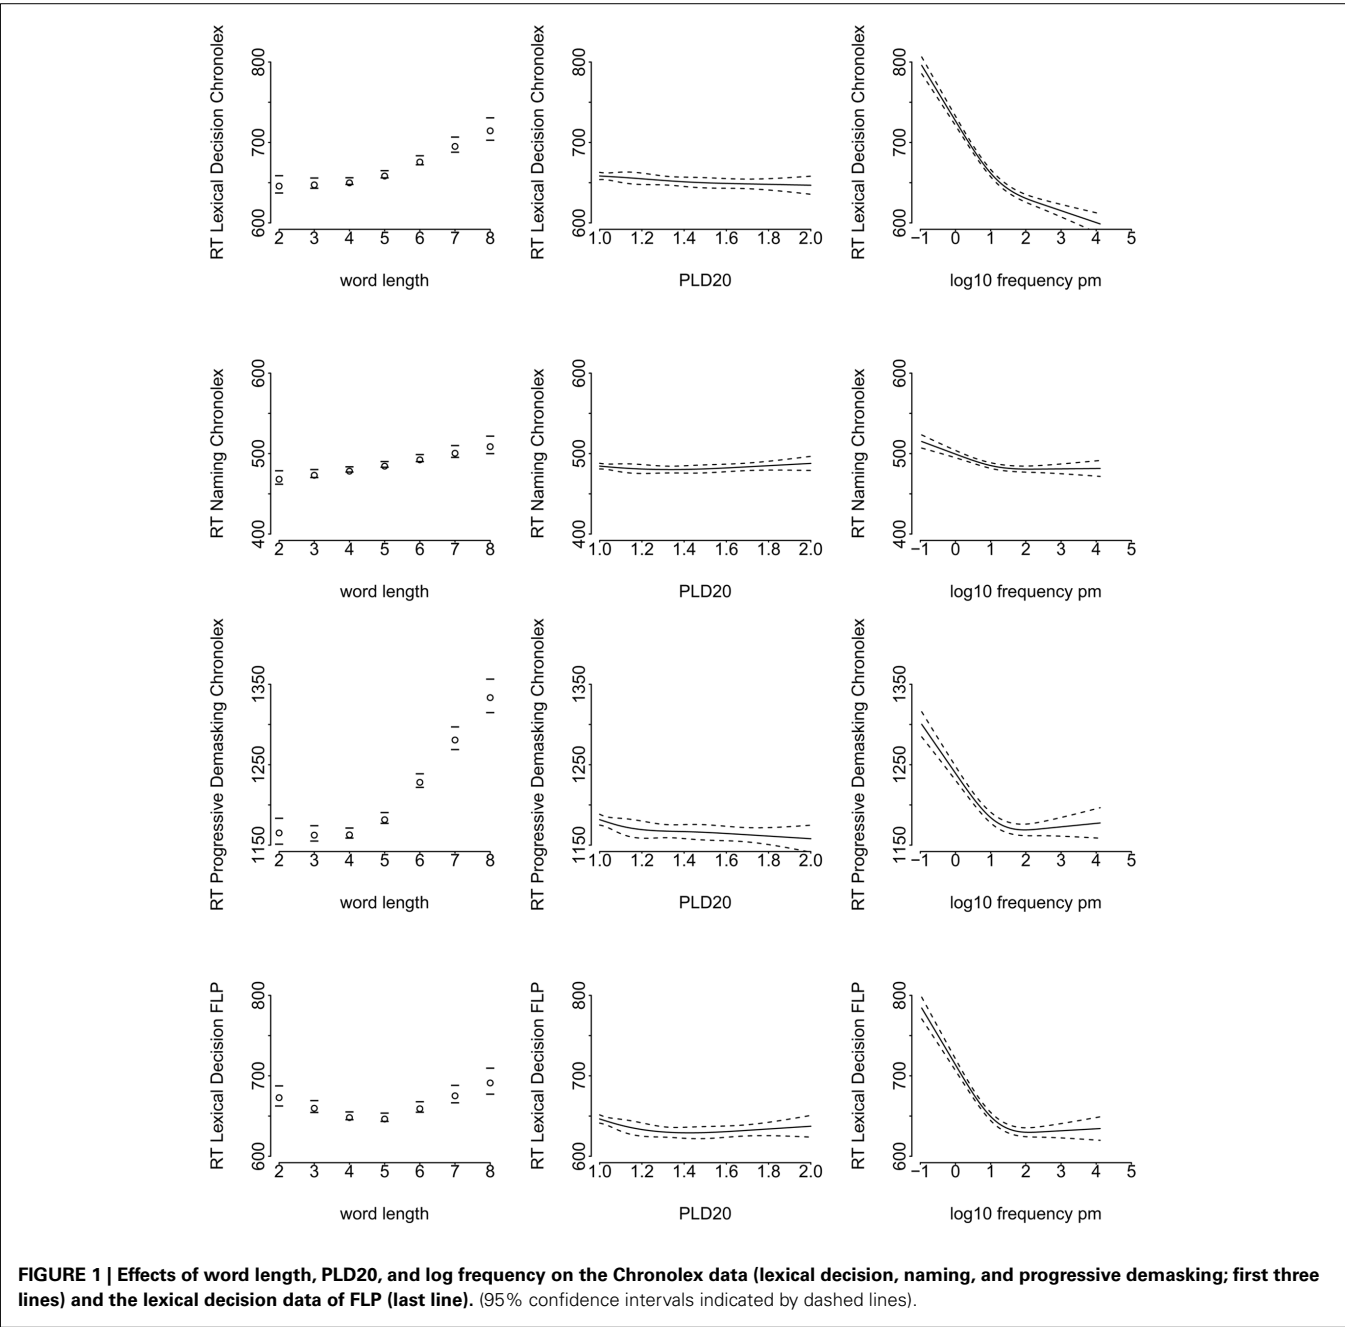 RT Lexical Decision Chronolex
600 700 800
2 3 4 5 6 7 8
word length
RT Lexical Decision Chronolex
600 700 800
1.0 1.2 1.4 1.6 1.8 2.0
PLD20
RT Lexical Decision Chronolex
600 700 800
−1 0 1 2 3 4 5
log10 frequency pm
RT Naming Chronolex
400 500 600
2 3 4 5 6 7 8
word length
RT Naming Chronolex
400 500 600
1.0 1.2 1.4 1.6 1.8 2.0
PLD20
RT Naming Chronolex
400 500 600
−1 0 1 2 3 4 5
log10 frequency pm
RT Progressive Demasking Chronolex
1150 1250 1350
2 3 4 5 6 7 8
word length
RT Progressive Demasking Chronolex
1150 1250 1350
1.0 1.2 1.4 1.6 1.8 2.0
PLD20
RT Progressive Demasking Chronolex
1150 1250 1350
−1 0 1 2 3 4 5
log10 frequency pm
RT Lexical Decision FLP
600 700 800
2 3 4 5 6 7 8
word length
RT Lexical Decision FLP
600 700 800
1.0 1.2 1.4 1.6 1.8 2.0
PLD20
RT Lexical Decision FLP
600 700 800
−1 0 1 2 3 4 5
log10 frequency pm
FIGURE 1 | Effects of word length, PLD20, and log frequency on the Chronolex data (lexical decision, naming, and progressive demasking; first three
lines) and the lexical decision data of FLP (last line). (95% confidence intervals indicated by dashed lines).